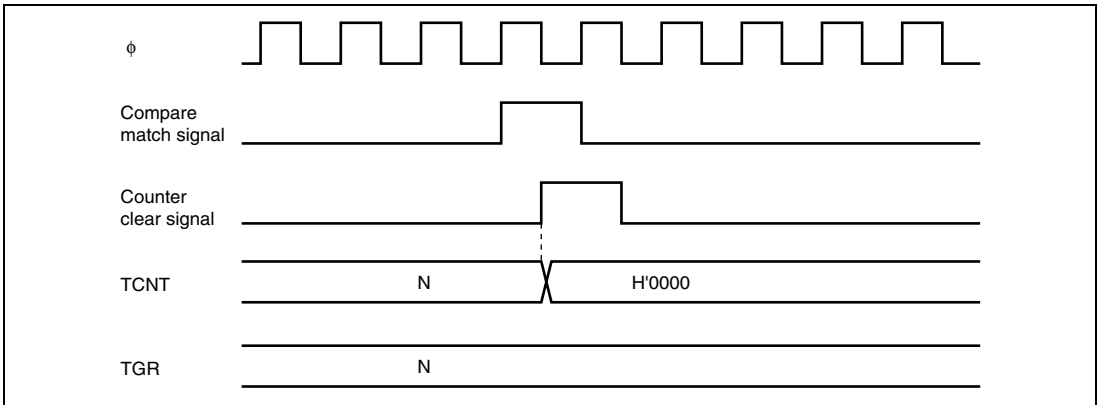 ϕ
Compare
match signal
Counter
clear signal
TCNT
N
H'0000
TGR
N